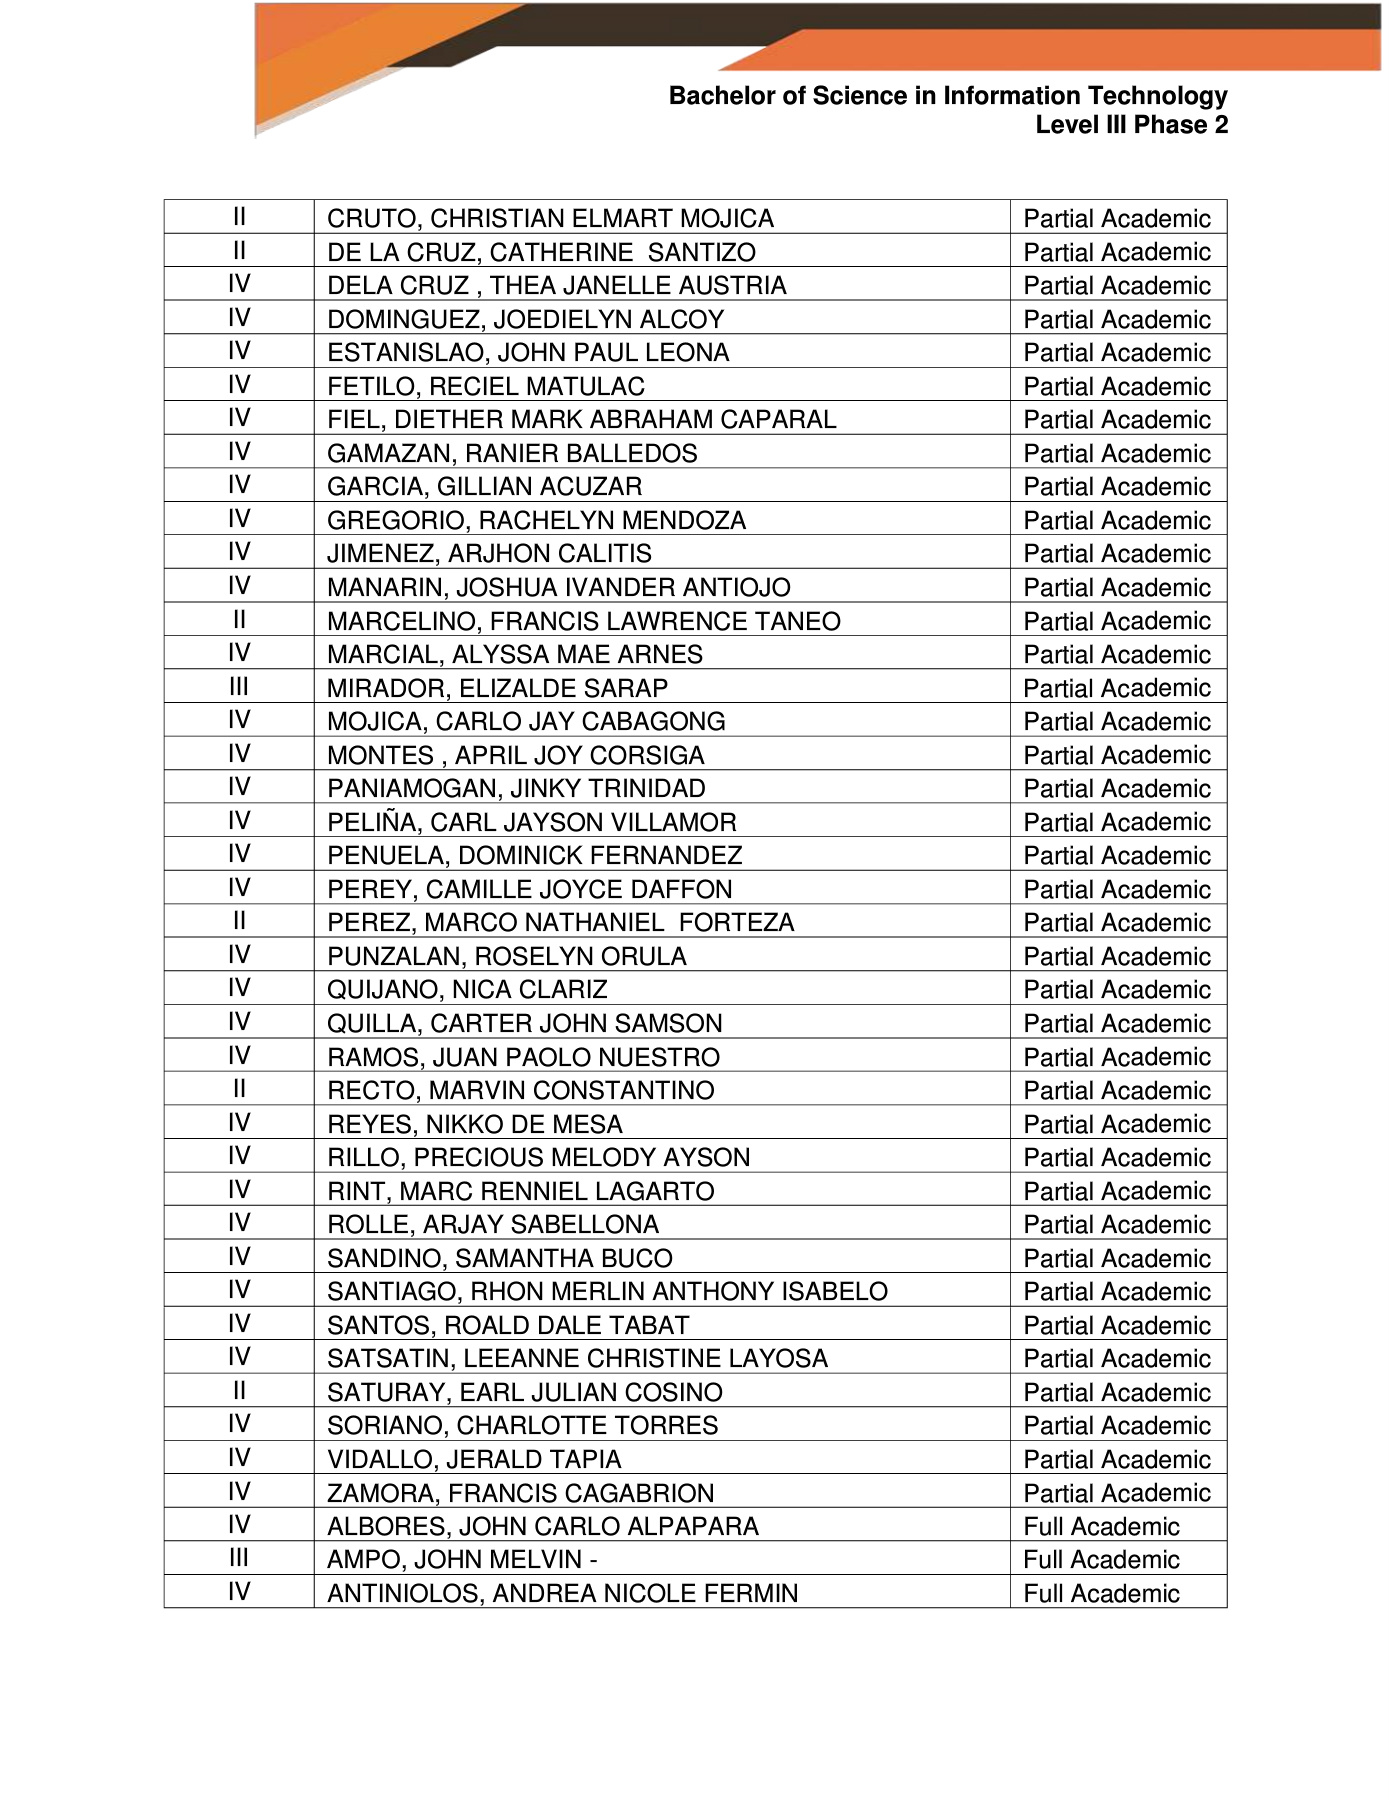 Bachelor of Science in Information Technology
Level III Phase 2
II CRUTO, CHRISTIAN ELMART MOJICA Partial Academic
II DE LA CRUZ, CATHERINE  SANTIZO Partial Academic
IV DELA CRUZ , THEA JANELLE AUSTRIA Partial Academic
IV DOMINGUEZ, JOEDIELYN ALCOY Partial Academic
IV ESTANISLAO, JOHN PAUL LEONA Partial Academic
IV FETILO, RECIEL MATULAC Partial Academic
IV FIEL, DIETHER MARK ABRAHAM CAPARAL Partial Academic
IV GAMAZAN, RANIER BALLEDOS Partial Academic
IV GARCIA, GILLIAN ACUZAR Partial Academic
IV GREGORIO, RACHELYN MENDOZA Partial Academic
IV JIMENEZ, ARJHON CALITIS Partial Academic
IV MANARIN, JOSHUA IVANDER ANTIOJO Partial Academic
II MARCELINO, FRANCIS LAWRENCE TANEO Partial Academic
IV MARCIAL, ALYSSA MAE ARNES Partial Academic
III MIRADOR, ELIZALDE SARAP Partial Academic
IV MOJICA, CARLO JAY CABAGONG Partial Academic
IV MONTES , APRIL JOY CORSIGA Partial Academic
IV PANIAMOGAN, JINKY TRINIDAD Partial Academic
IV PELIÑA, CARL JAYSON VILLAMOR Partial Academic
IV PENUELA, DOMINICK FERNANDEZ Partial Academic
IV PEREY, CAMILLE JOYCE DAFFON Partial Academic
II PEREZ, MARCO NATHANIEL  FORTEZA Partial Academic
IV PUNZALAN, ROSELYN ORULA Partial Academic
IV QUIJANO, NICA CLARIZ Partial Academic
IV QUILLA, CARTER JOHN SAMSON Partial Academic
IV RAMOS, JUAN PAOLO NUESTRO Partial Academic
II RECTO, MARVIN CONSTANTINO Partial Academic
IV REYES, NIKKO DE MESA Partial Academic
IV RILLO, PRECIOUS MELODY AYSON Partial Academic
IV RINT, MARC RENNIEL LAGARTO Partial Academic
IV ROLLE, ARJAY SABELLONA Partial Academic
IV SANDINO, SAMANTHA BUCO Partial Academic
IV SANTIAGO, RHON MERLIN ANTHONY ISABELO Partial Academic
IV SANTOS, ROALD DALE TABAT Partial Academic
IV SATSATIN, LEEANNE CHRISTINE LAYOSA Partial Academic
II SATURAY, EARL JULIAN COSINO Partial Academic
IV SORIANO, CHARLOTTE TORRES Partial Academic
IV VIDALLO, JERALD TAPIA Partial Academic
IV ZAMORA, FRANCIS CAGABRION Partial Academic
IV ALBORES, JOHN CARLO ALPAPARA Full Academic
III AMPO, JOHN MELVIN - Full Academic
IV ANTINIOLOS, ANDREA NICOLE FERMIN Full Academic